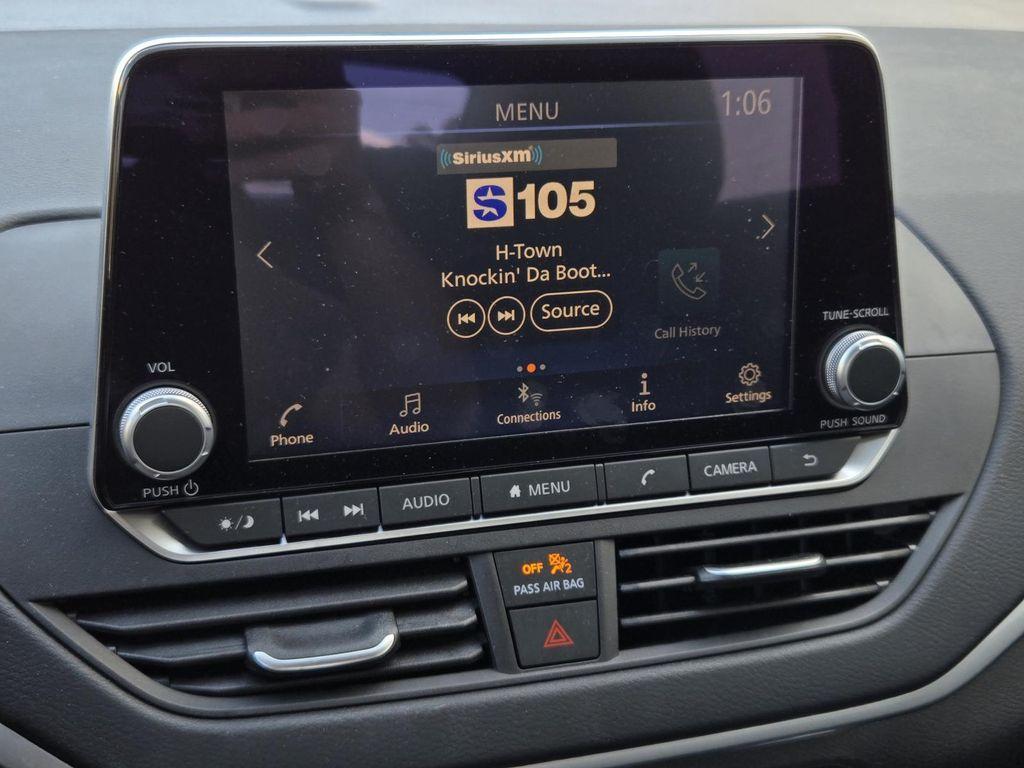 MENU
1:06
SiriusXM
S 105
H-Town
Knockin' Da Boot...
Source
Call History
Phone
Audio
Connections
Info
Settings
VOL
PUSH
TUNE·SCROLL
PUSH SOUND
AUDIO
MENU
CAMERA
OFF 2
PASS AIR BAG